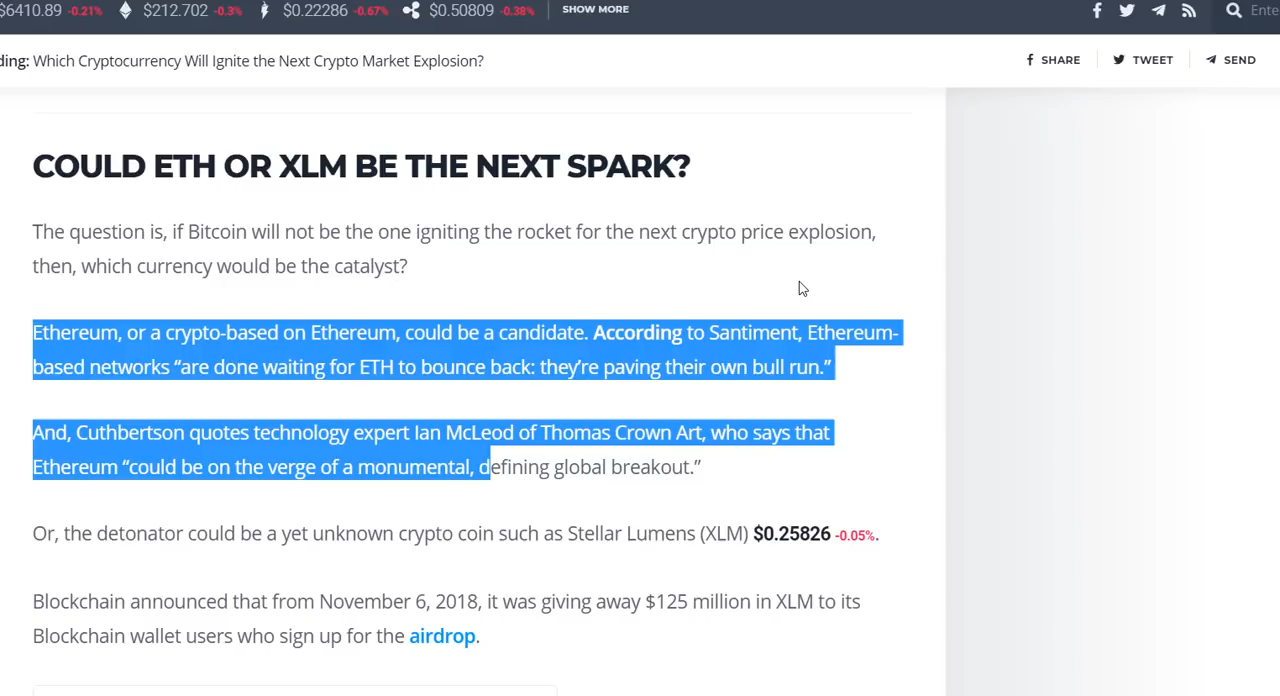 $6410.89 -0.21% $212.702 -0.3% $0.22286 -0.67% $0.50809 -0.38% SHOW MORE Ente
ding: Which Cryptocurrency Will Ignite the Next Crypto Market Explosion? SHARE TWEET SEND
COULD ETH OR XLM BE THE NEXT SPARK?
The question is, if Bitcoin will not be the one igniting the rocket for the next crypto price explosion,
then, which currency would be the catalyst?
Ethereum, or a crypto-based on Ethereum, could be a candidate. According to Santiment, Ethereum-
based networks “are done waiting for ETH to bounce back: they’re paving their own bull run.”
And, Cuthbertson quotes technology expert Ian McLeod of Thomas Crown Art, who says that
Ethereum “could be on the verge of a monumental, defining global breakout.”
Or, the detonator could be a yet unknown crypto coin such as Stellar Lumens (XLM) $0.25826 -0.05%.
Blockchain announced that from November 6, 2018, it was giving away $125 million in XLM to its
Blockchain wallet users who sign up for the airdrop.